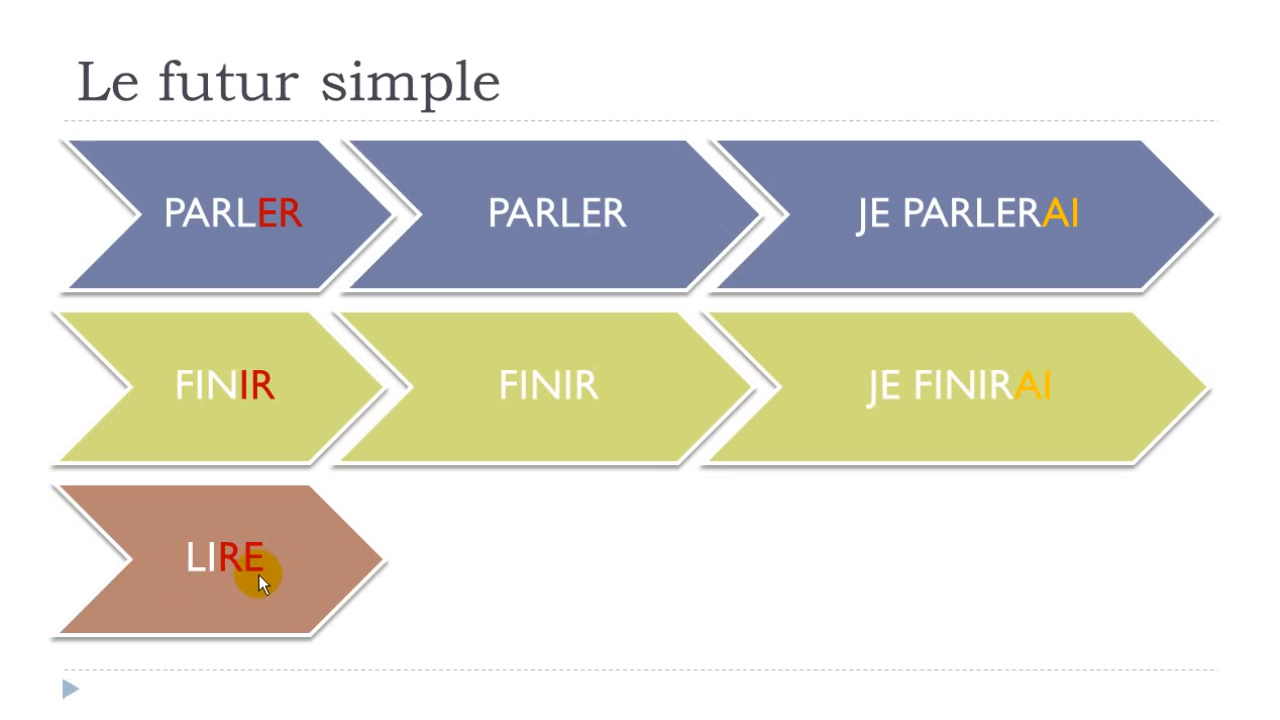 Le futur simple
PARLER PARLER JE PARLERAI
FINIR FINIR JE FINIRAI
LIRE